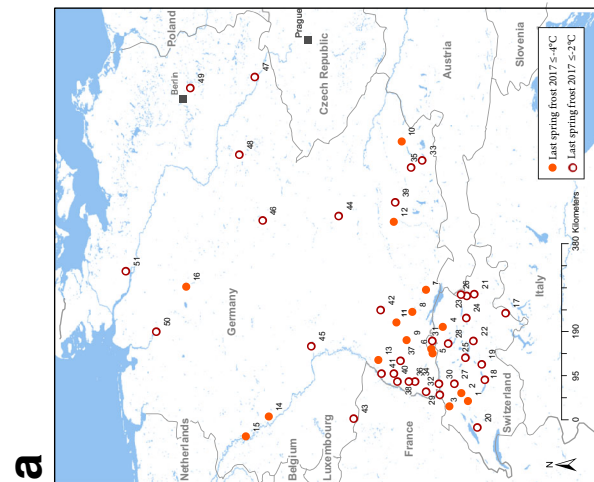 a
51
50
Poland
Berlin
Netherlands
16
49
Germany
48
15
47
46
14
Belgium
Prague
45
Czech Republic
Luxembourg
44
43
13
42
41
38
40
11
12
39
France
37
9
10
36
34
8
35
6
29
32
31
7
33
5
Austria
3
30
4
28
23
27
25
26
2
24
1
22
21
20
18
19
Switzerland
17
Slovenia
Italy
N
0 95 190 380 Kilometers
Last spring frost 2017 ≤-4°C
Last spring frost 2017 ≤-2°C